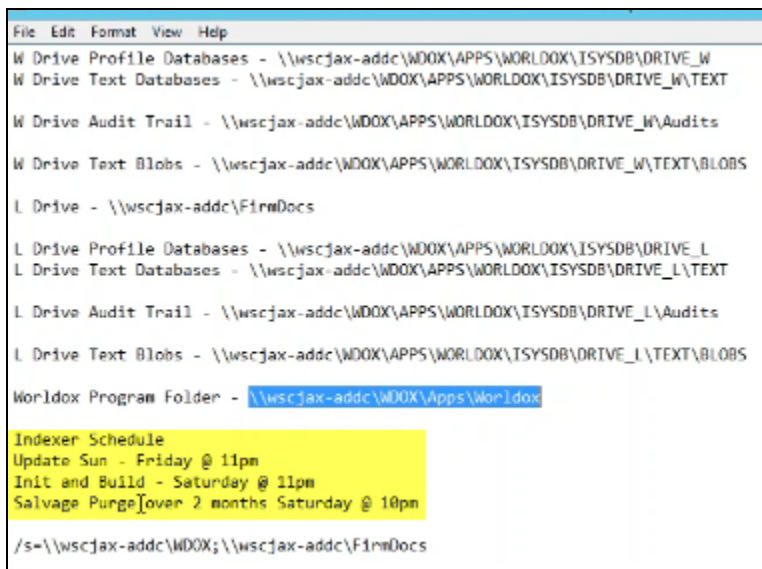 File Edit Format View Help
W Drive Profile Databases - \\wscjax-addc\WDOX\APPS\WORLDOX\ISYSDB\DRIVE_W
W Drive Text Databases - \\wscjax-addc\WDOX\APPS\WORLDOX\ISYSDB\DRIVE_W\TEXT
W Drive Audit Trail - \\wscjax-addc\WDOX\APPS\WORLDOX\ISYSDB\DRIVE_W\Audits
W Drive Text Blobs - \\wscjax-addc\WDOX\APPS\WORLDOX\ISYSDB\DRIVE_W\TEXT\BLOBS
L Drive - \\wscjax-addc\FirmDocs
L Drive Profile Databases - \\wscjax-addc\WDOX\APPS\WORLDOX\ISYSDB\DRIVE_L
L Drive Text Databases - \\wscjax-addc\WDOX\APPS\WORLDOX\ISYSDB\DRIVE_L\TEXT
L Drive Audit Trail - \\wscjax-addc\WDOX\APPS\WORLDOX\ISYSDB\DRIVE_L\Audits
L Drive Text Blobs - \\wscjax-addc\WDOX\APPS\WORLDOX\ISYSDB\DRIVE_L\TEXT\BLOBS
Worldox Program Folder - \\wscjax-addc\WDOX\Apps\Worldox
Indexer Schedule
Update Sun - Friday @ 11pm
Init and Build - Saturday @ 11pm
Salvage Purge over 2 months Saturday @ 10pm
/s=\\wscjax-addc\WDOX;\\wscjax-addc\FirmDocs